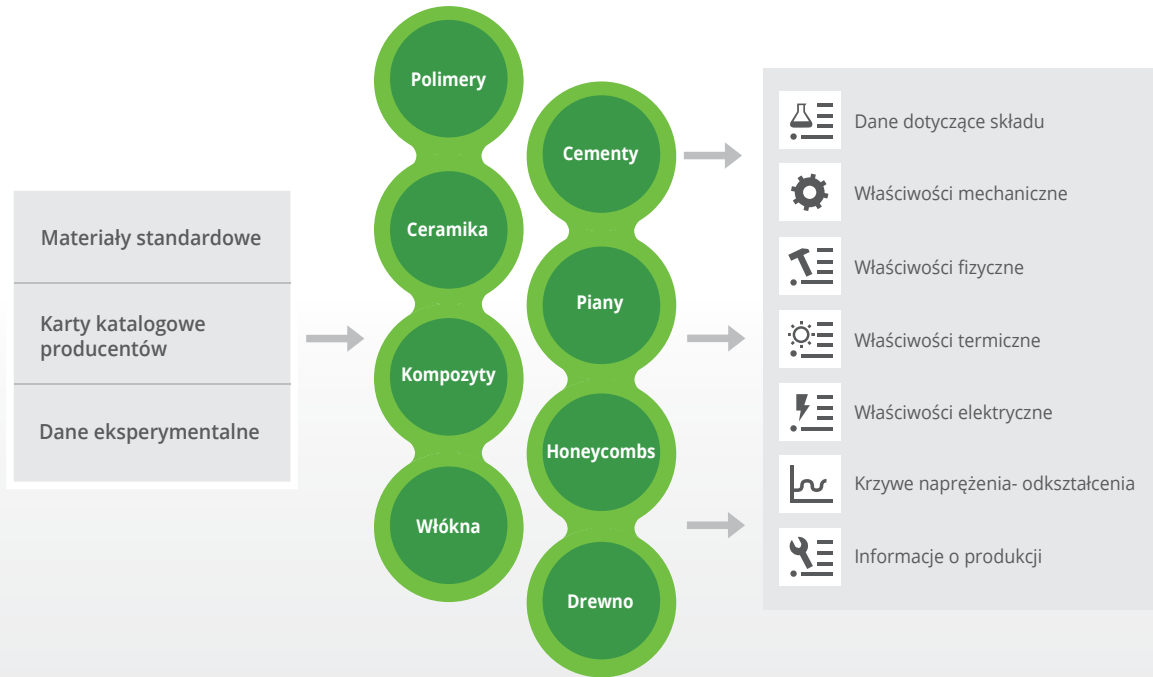 Materiały standardowe
Karty katalogowe
producentów
Dane eksperymentalne
Polimery
Ceramika
Kompozyty
Włókna
Cementy
Piany
Honeycombs
Drewno
Dane dotyczące składu
Właściwości mechaniczne
Właściwości fizyczne
Właściwości termiczne
Właściwości elektryczne
Krzywe naprężenia- odkształcenia
Informacje o produkcji